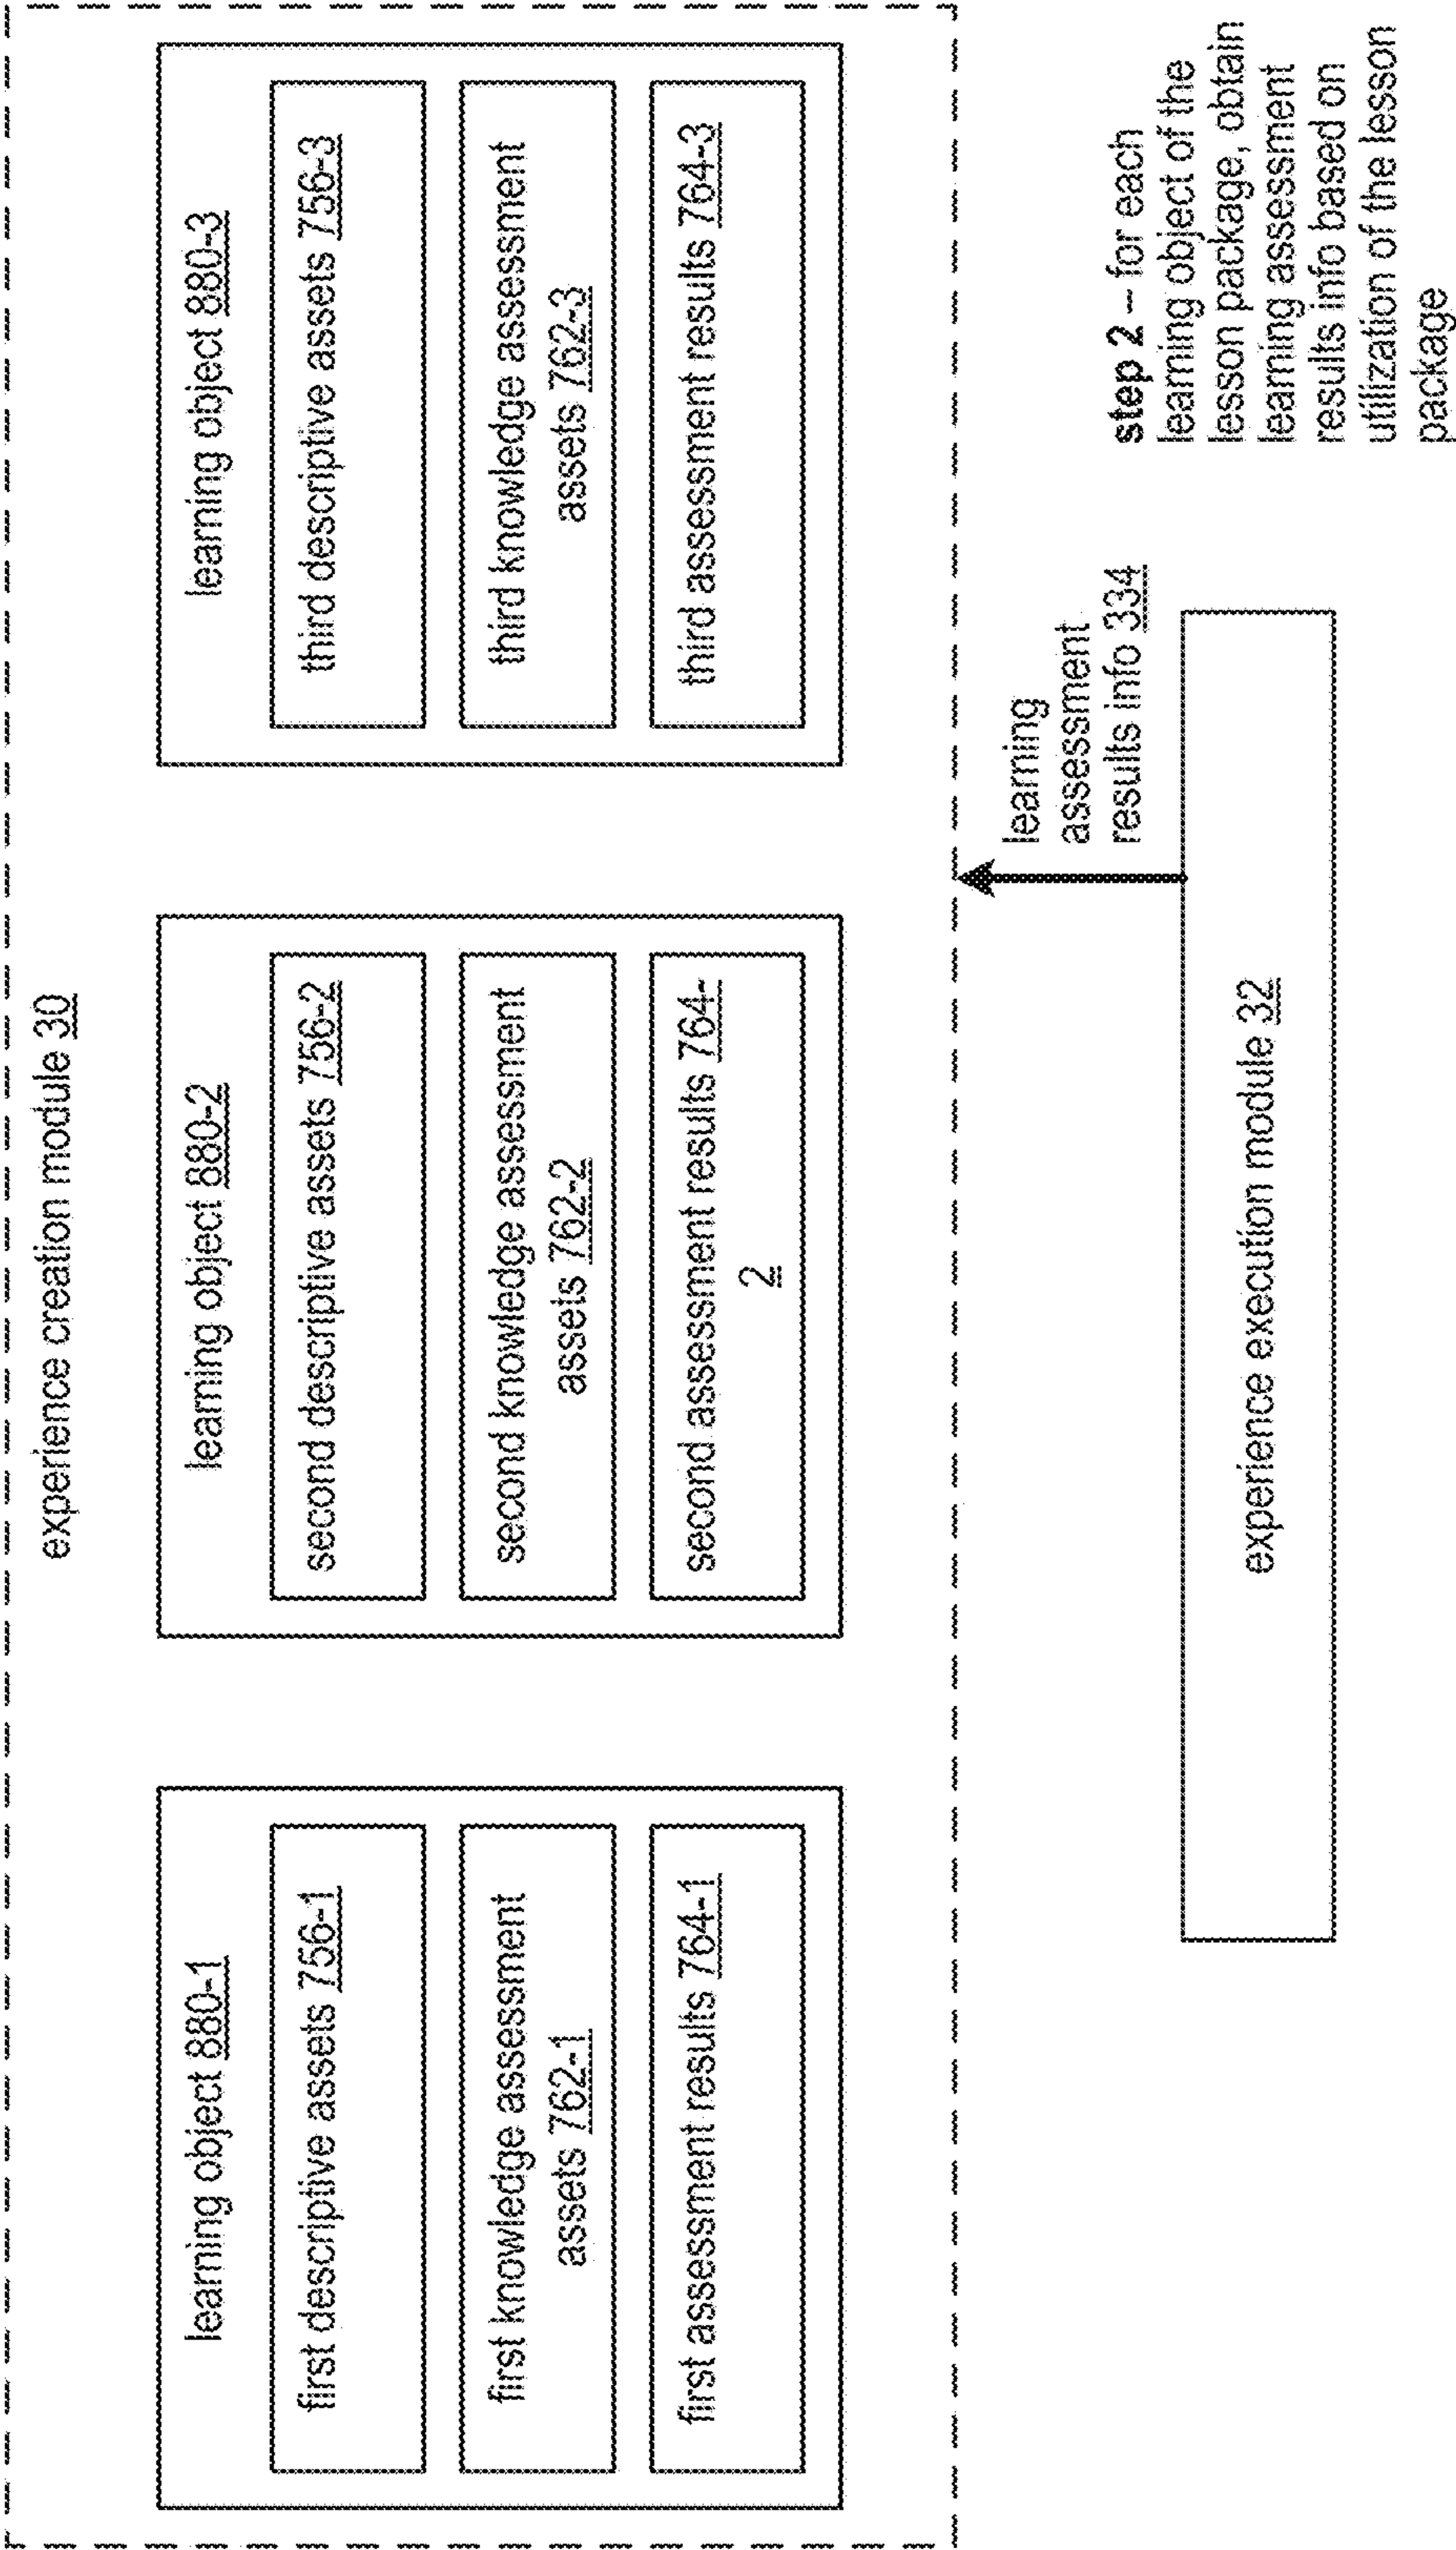 experience creation module 30
learning object 880-1
first descriptive assets 756-1
first knowledge assessment
assets 762-1
first assessment results 764-1
learning object 880-2
second descriptive assets 756-2
second knowledge assessment
assets 762-2
second assessment results 764-
2
learning object 880-3
third descriptive assets 756-3
third knowledge assessment
assets 762-3
third assessment results 764-3
learning
assessment
results info 334
experience execution module 32
step 2 – for each
learning object of the
lesson package, obtain
learning assessment
results info based on
utilization of the lesson
package